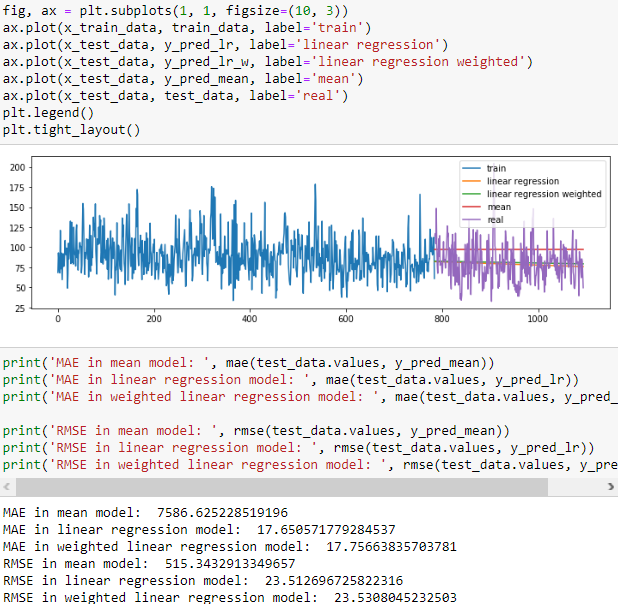 fig, ax = plt.subplots(1, 1, figsize=(10, 3))
ax.plot(x_train_data, train_data, label='train')
ax.plot(x_test_data, y_pred_lr, label='linear regression')
ax.plot(x_test_data, y_pred_lr_w, label='linear regression weighted')
ax.plot(x_test_data, y_pred_mean, label='mean')
ax.plot(x_test_data, test_data, label='real')
plt.legend()
plt.tight_layout()
200
175
150
125
100
75
50
25
0
200
400
600
800
1000
train
linear regression
linear regression weighted
mean
real
print('MAE in mean model: ', mae(test_data.values, y_pred_mean))
print('MAE in linear regression model: ', mae(test_data.values, y_pred_lr))
print('MAE in weighted linear regression model: ', mae(test_data.values, y_pred_
print('RMSE in mean model: ', rmse(test_data.values, y_pred_mean))
print('RMSE in linear regression model: ', rmse(test_data.values, y_pred_lr))
print('RMSE in weighted linear regression model: ', rmse(test_data.values, y_pre
MAE in mean model:  7586.625228519196
MAE in linear regression model:  17.650571779284537
MAE in weighted linear regression model:  17.75663835703781
RMSE in mean model:  515.3432913349657
RMSE in linear regression model:  23.512696725822316
RMSE in weighted linear regression model:  23.5308045232503